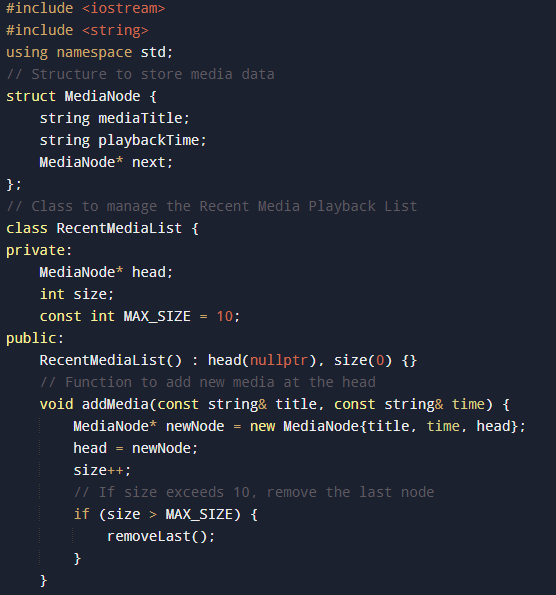 #include <iostream>
#include <string>
using namespace std;
// Structure to store media data
struct MediaNode {
    string mediaTitle;
    string playbackTime;
    MediaNode* next;
};
// Class to manage the Recent Media Playback List
class RecentMediaList {
private:
    MediaNode* head;
    int size;
    const int MAX_SIZE = 10;
public:
    RecentMediaList() : head(nullptr), size(0) {}
    // Function to add new media at the head
    void addMedia(const string& title, const string& time) {
        MediaNode* newNode = new MediaNode{title, time, head};
        head = newNode;
        size++;
        // If size exceeds 10, remove the last node
        if (size > MAX_SIZE) {
            removeLast();
        }
    }